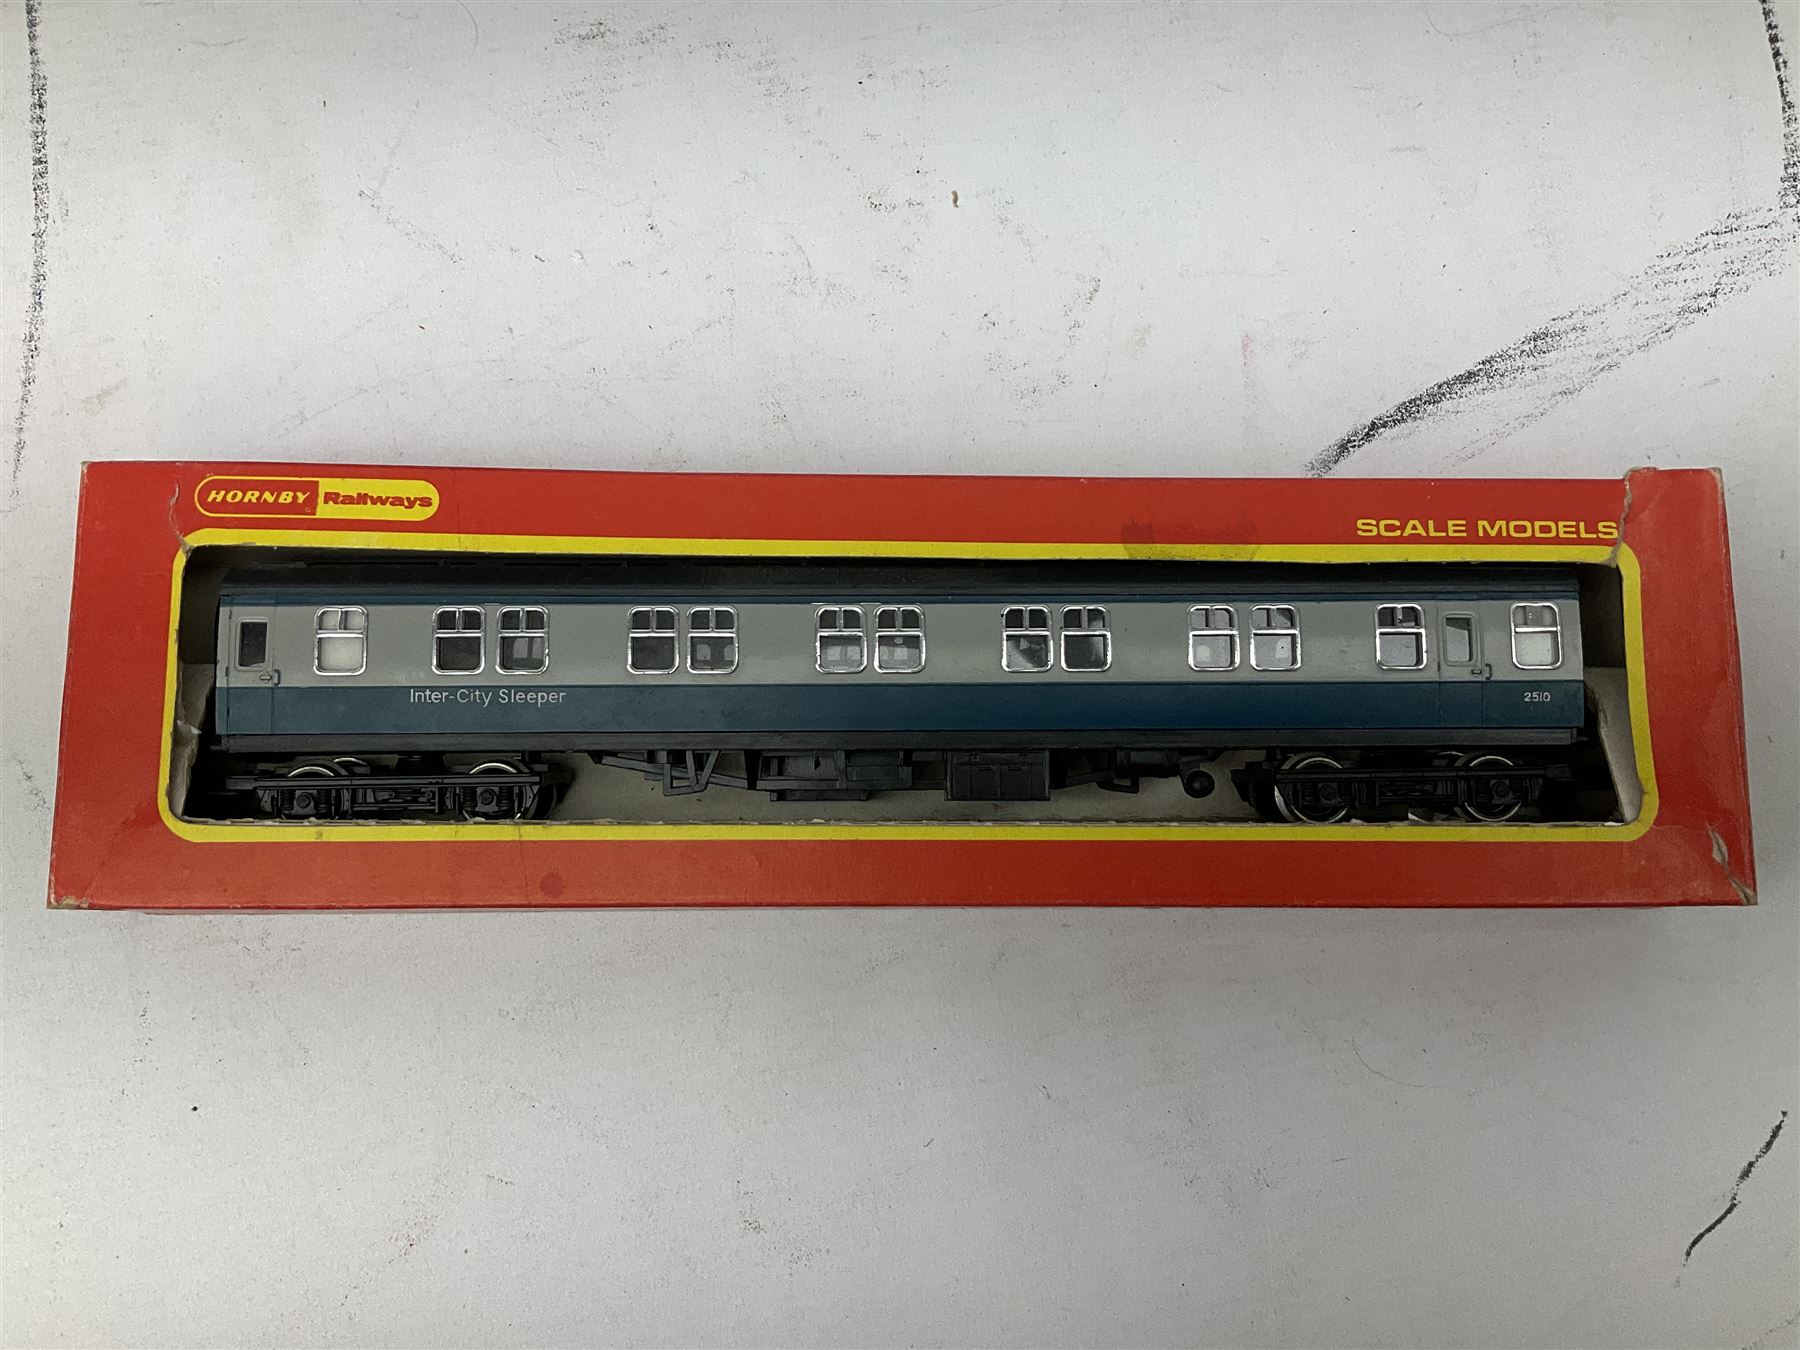 HORNBY Railways
SCALE MODELS
Inter-City Sleeper
2510